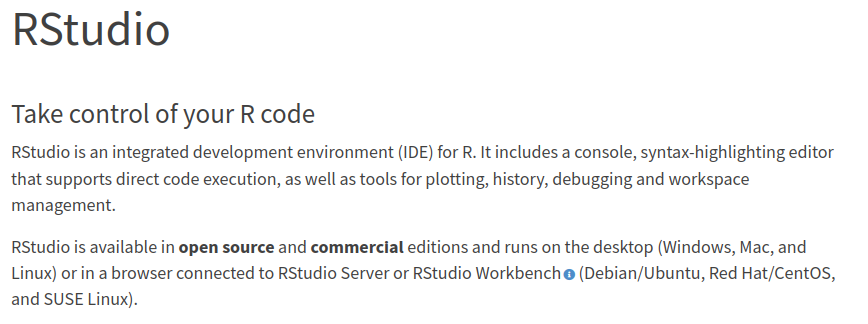 RStudio
Take control of your R code
RStudio is an integrated development environment (IDE) for R. It includes a console, syntax-highlighting editor
that supports direct code execution, as well as tools for plotting, history, debugging and workspace
management.
RStudio is available in open source and commercial editions and runs on the desktop (Windows, Mac, and
Linux) or in a browser connected to RStudio Server or RStudio Workbench (Debian/Ubuntu, Red Hat/CentOS,
and SUSE Linux).